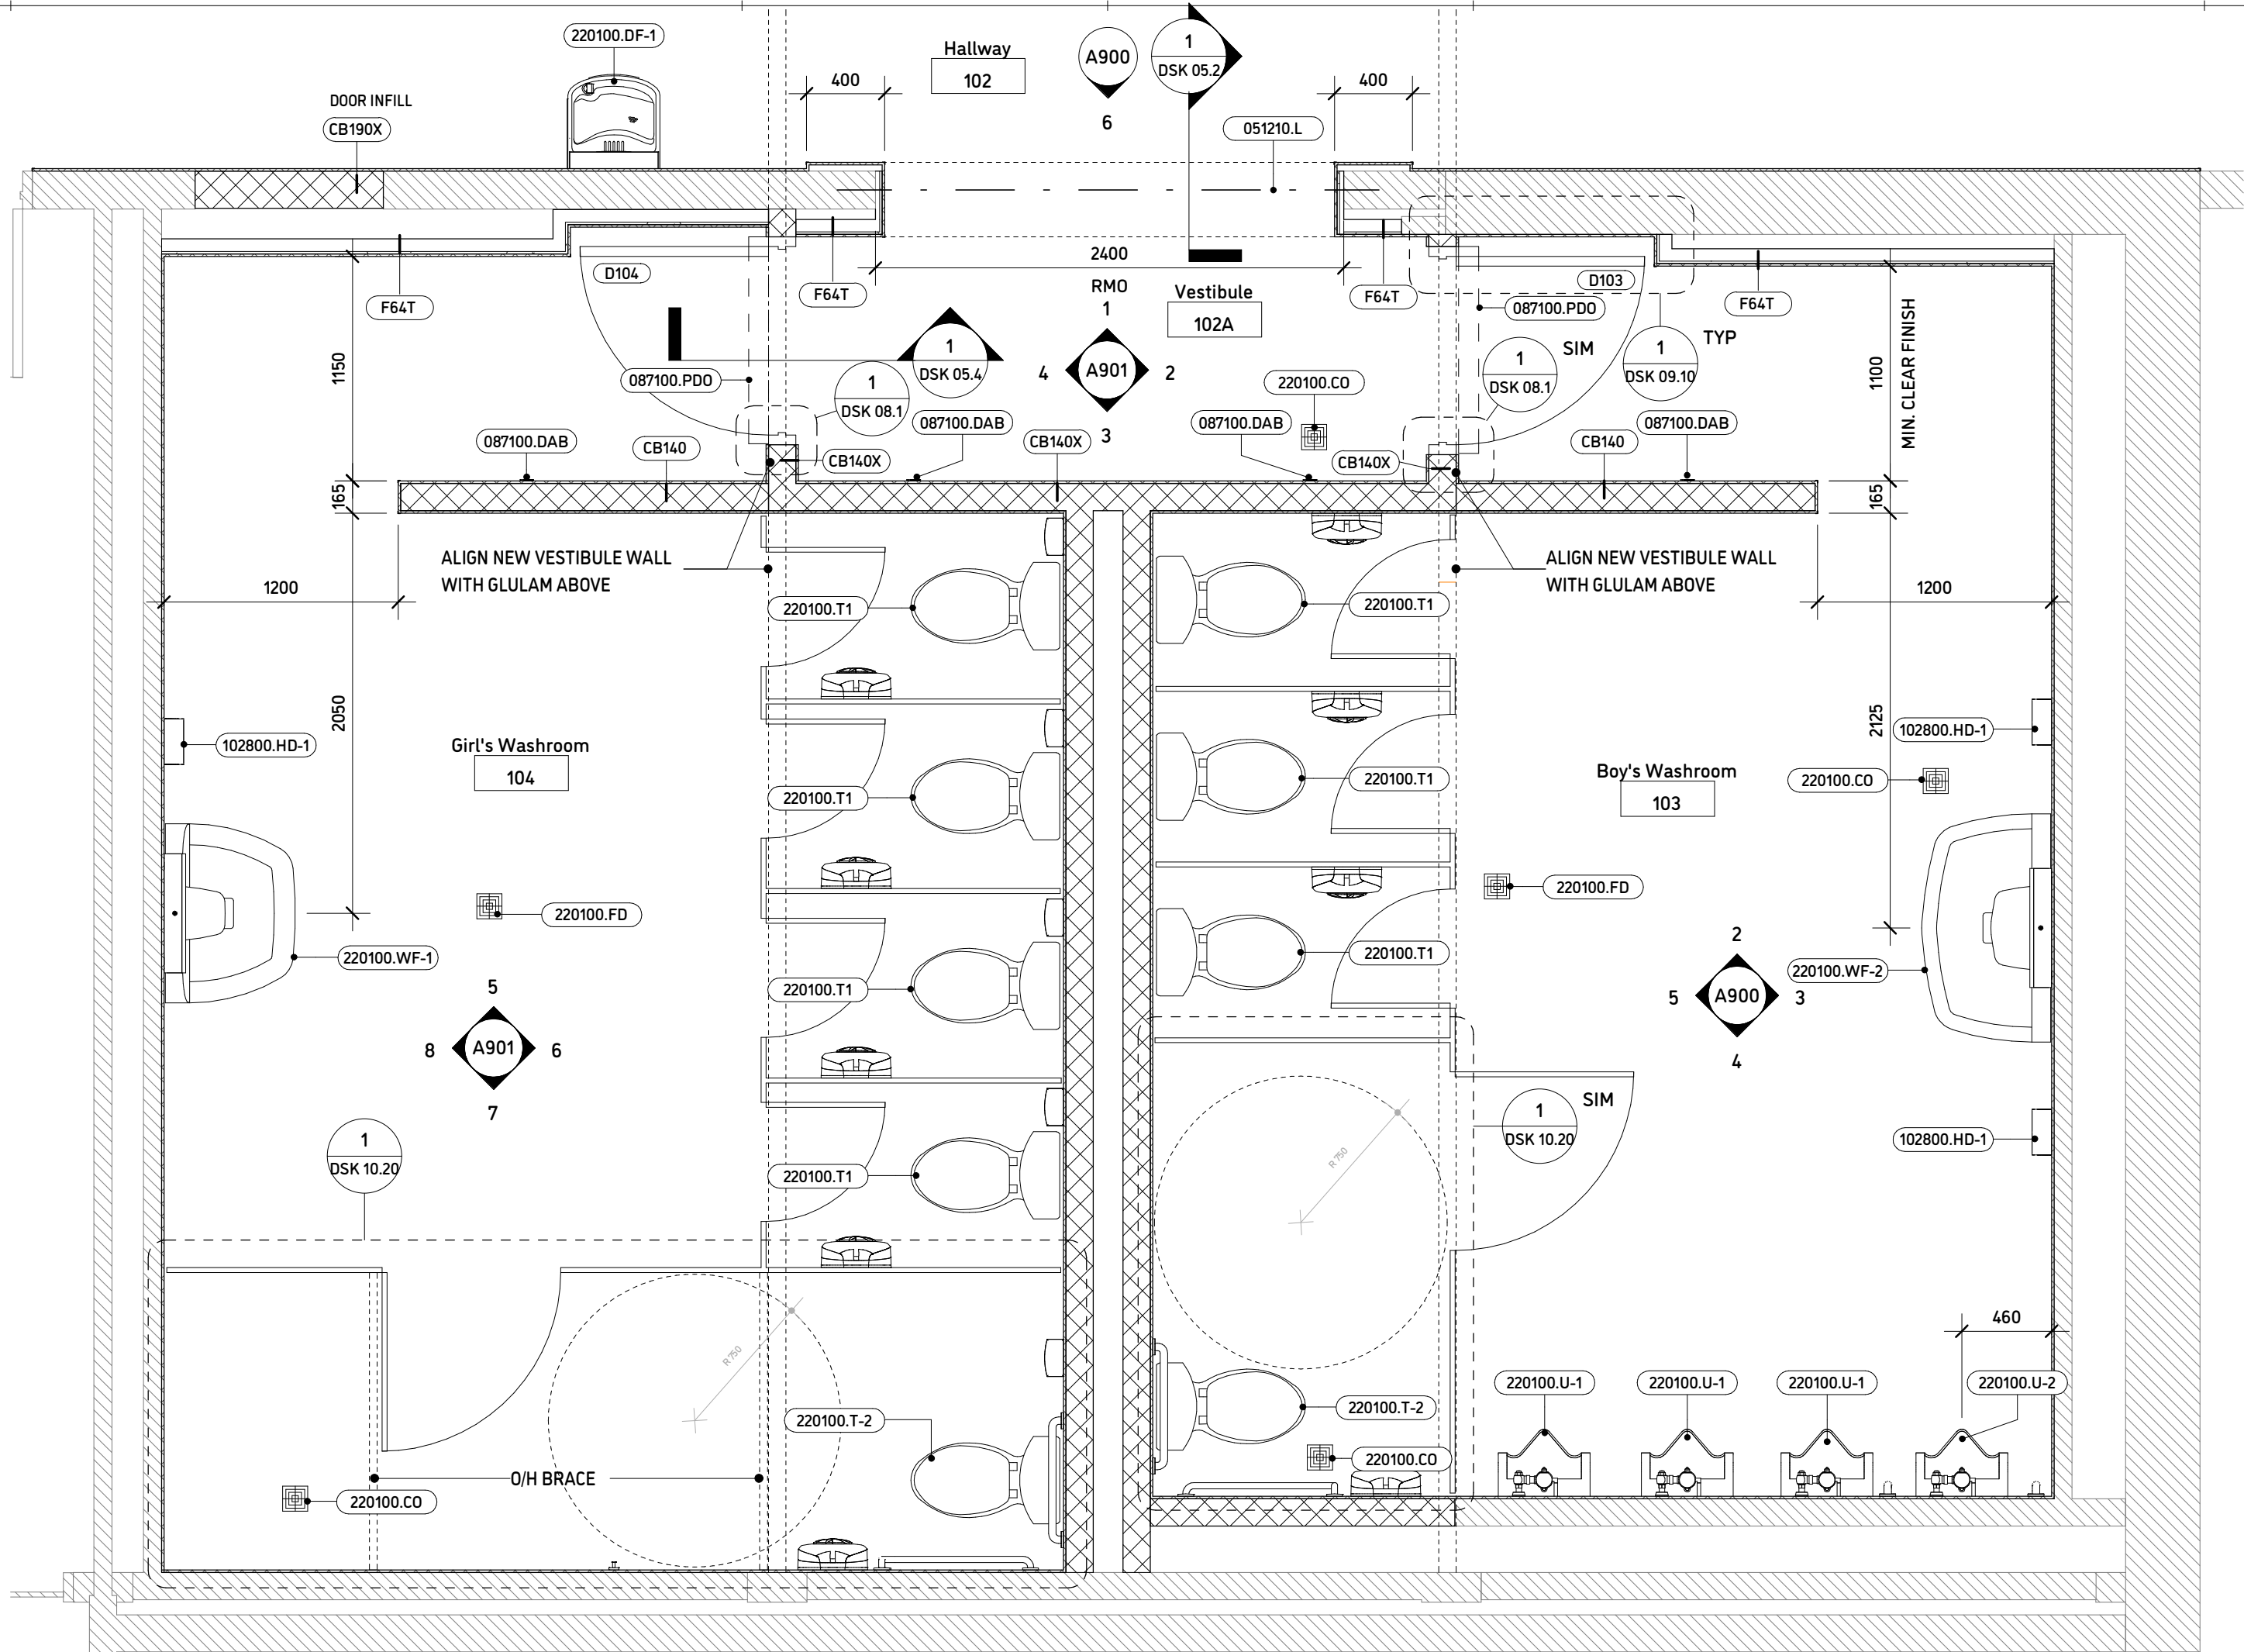 220100.DF-1
Hallway
102
A900
6
1
DSK 05.2
400
400
DOOR INFILL
CB190X
051210.L
D104
F64T
F64T
2400
RMO
Vestibule
102A
F64T
D103
087100.PDO
F64T
1150
087100.PDO
1
DSK 05.4
1
DSK 08.1
1
4
A901
2
3
220100.CO
1
DSK 08.1
SIM
1
DSK 09.10
TYP
1100
MIN. CLEAR FINISH
087100.DAB
CB140
CB140X
087100.DAB
CB140X
087100.DAB
CB140X
CB140
087100.DAB
165
165
ALIGN NEW VESTIBULE WALL
WITH GLULAM ABOVE
ALIGN NEW VESTIBULE WALL
WITH GLULAM ABOVE
1200
1200
220100.T1
220100.T1
2050
2125
102800.HD-1
Girl's Washroom
104
220100.T1
220100.T1
Boy's Washroom
103
102800.HD-1
220100.CO
220100.FD
220100.FD
220100.WF-1
220100.T1
220100.T1
220100.WF-2
5
8
A901
6
7
2
5
A900
3
4
1
DSK 10.20
220100.T1
R 750
1
DSK 10.20
SIM
102800.HD-1
R 750
460
220100.T-2
220100.T-2
220100.U-1
220100.U-1
220100.U-1
220100.U-2
O/H BRACE
220100.CO
220100.CO